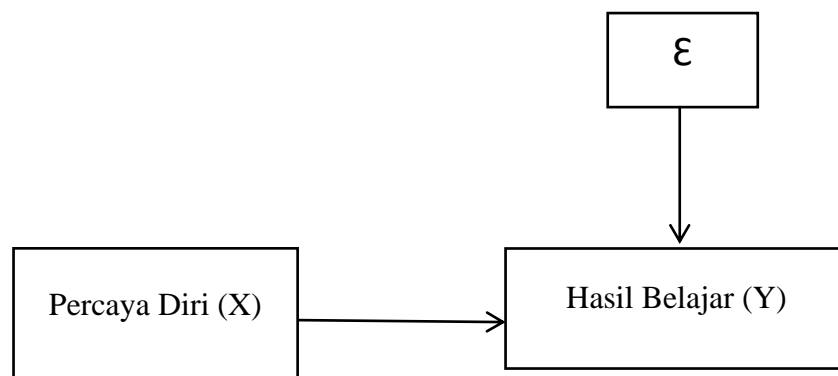 ε
Percaya Diri (X)
Hasil Belajar (Y)